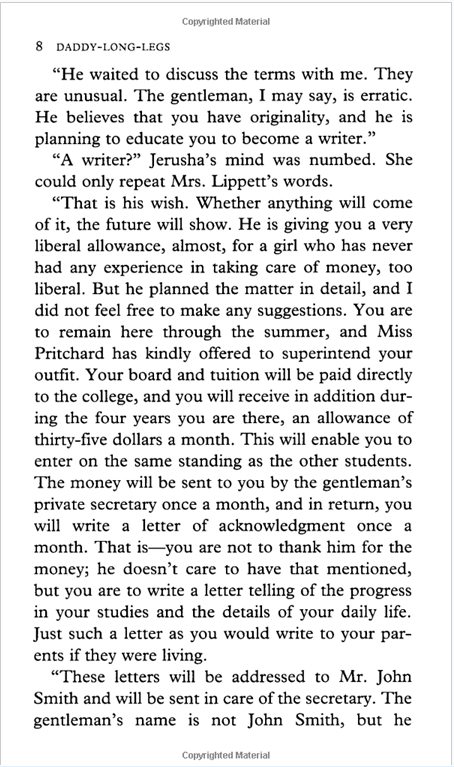 Copyrighted Material
8 DADDY-LONG-LEGS
“He waited to discuss the terms with me. They
are unusual. The gentleman, I may say, is erratic.
He believes that you have originality, and he is
planning to educate you to become a writer.”
“A writer?” Jerusha’s mind was numbed. She
could only repeat Mrs. Lippett’s words.
“That is his wish. Whether anything will come
of it, the future will show. He is giving you a very
liberal allowance, almost, for a girl who has never
had any experience in taking care of money, too
liberal. But he planned the matter in detail, and I
did not feel free to make any suggestions. You are
to remain here through the summer, and Miss
Pritchard has kindly offered to superintend your
outfit. Your board and tuition will be paid directly
to the college, and you will receive in addition dur-
ing the four years you are there, an allowance of
thirty-five dollars a month. This will enable you to
enter on the same standing as the other students.
The money will be sent to you by the gentleman’s
private secretary once a month, and in return, you
will write a letter of acknowledgment once a
month. That is—you are not to thank him for the
money; he doesn’t care to have that mentioned,
but you are to write a letter telling of the progress
in your studies and the details of your daily life.
Just such a letter as you would write to your par-
ents if they were living.
“These letters will be addressed to Mr. John
Smith and will be sent in care of the secretary. The
gentleman’s name is not John Smith, but he
Copyrighted Material